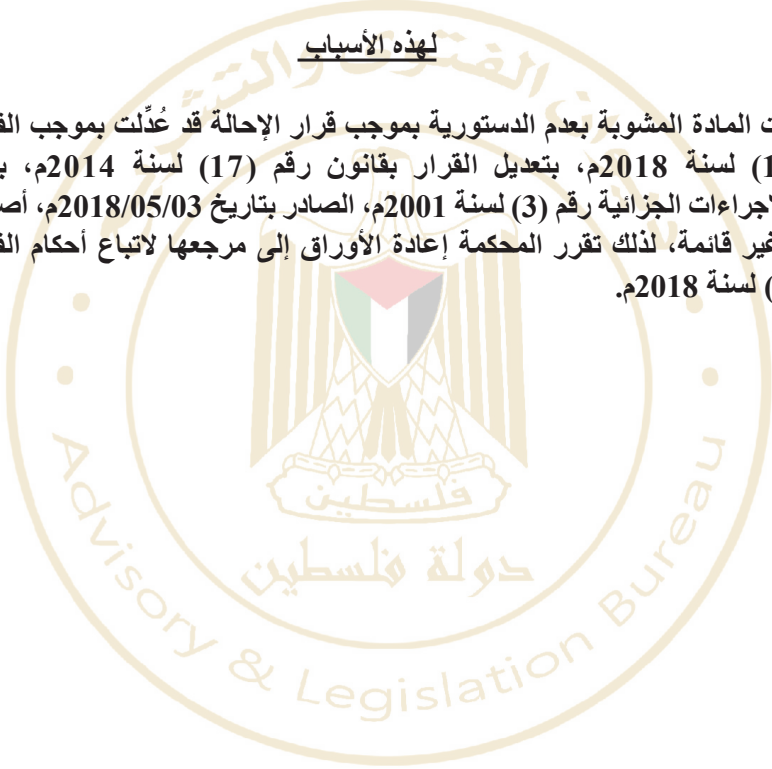 لهذه الأسباب
ت المادة المشوبة بعدم الدستورية بموجب قرار الإحالة قد عُدِّلت بموجب الق
1) لسنة 2018م، بتعديل القرار بقانون رقم (17) لسنة 2014م، ب
لاجراءات الجزائية رقم (3) لسنة 2001م، الصادر بتاريخ 2018/05/03م، أص
غير قائمة، لذلك تقرر المحكمة إعادة الأوراق إلى مرجعها لاتباع أحكام الق
) لسنة 2018م.
فلسطين
دولة فلسطين
Advisory & Legislation Bureau